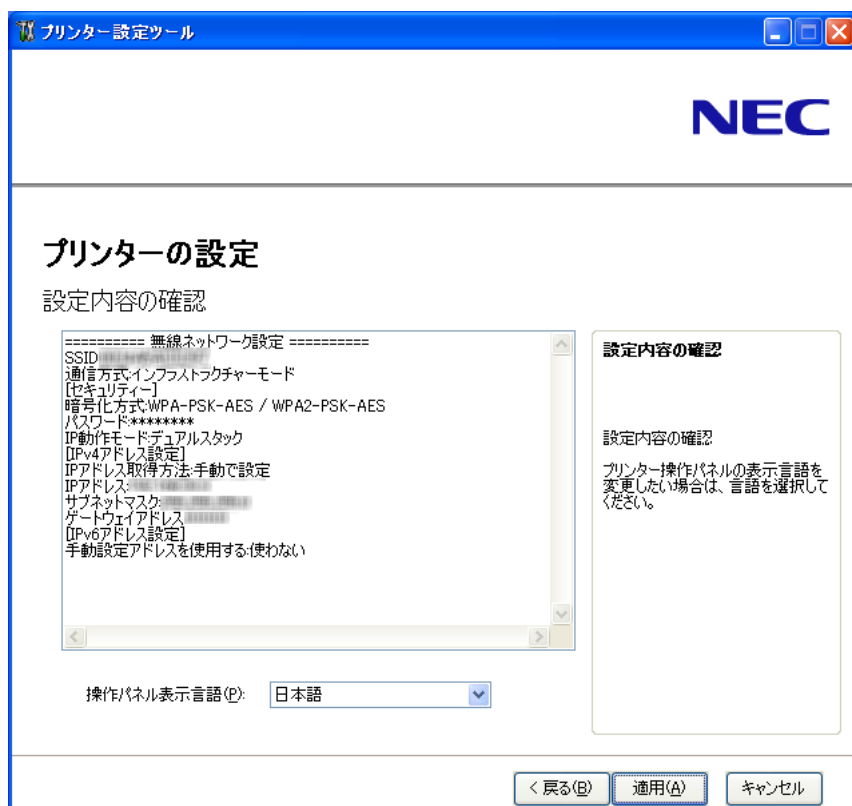 プリンター設定ツール
NEC
プリンターの設定
設定内容の確認
========== 無線ネットワーク設定 ==========
SSID
通信方式:インフラストラクチャーモード
[セキュリティー]
暗号化方式:WPA-PSK-AES / WPA2-PSK-AES
パスワード:********
IP動作モード:デュアルスタック
[IPv4アドレス設定]
IPアドレス取得方法:手動で設定
IPアドレス:
サブネットマスク:
ゲートウェイアドレス
[IPv6アドレス設定]
手動設定アドレスを使用する:使わない
操作パネル表示言語(P):
日本語
設定内容の確認
設定内容の確認
プリンター操作パネルの表示言語を
変更したい場合は、言語を選択して
ください。
< 戻る(B)
適用(A)
キャンセル